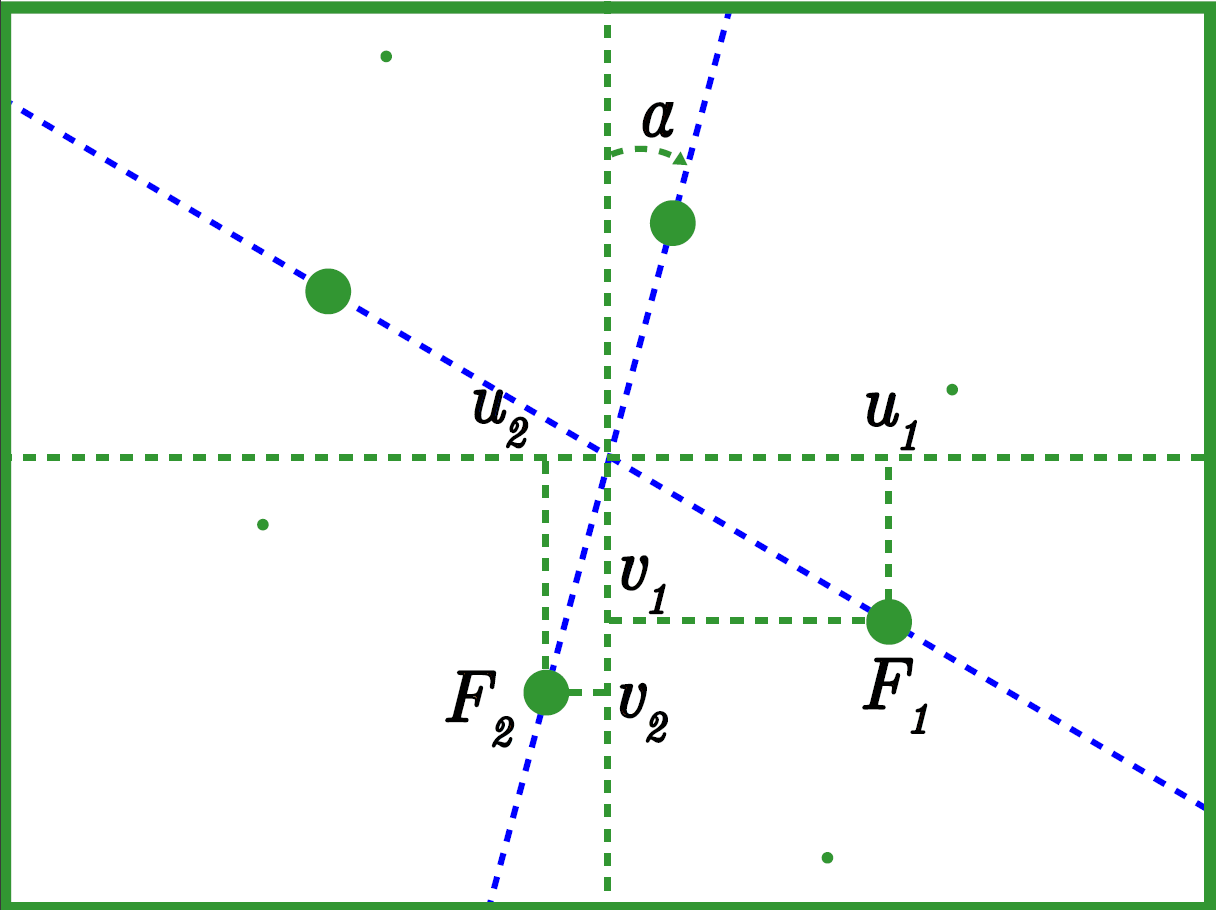 a
u₂
u₁
v₁
F₂
v₂
F₁